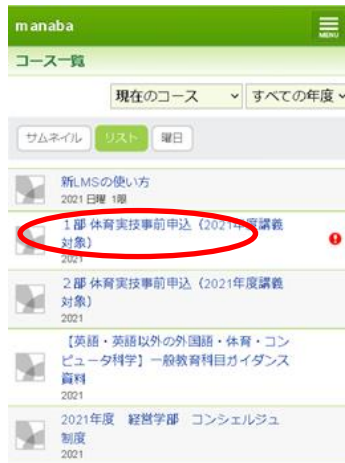 manaba
MENU
コース一覧
現在のコース すべての年度
サムネイル リスト 曜日
新LMSの使い方
2021 日曜 1限
1部 体育実技事前申込（2021年度講義
対象）
2021
2部 体育実技事前申込（2021年度講義
対象）
2021
【英語・英語以外の外国語・体育・コン
ピュータ科学】一般教育科目ガイダンス
資料
2021
2021年度　経営学部　コンシェルジュ
制度
2021